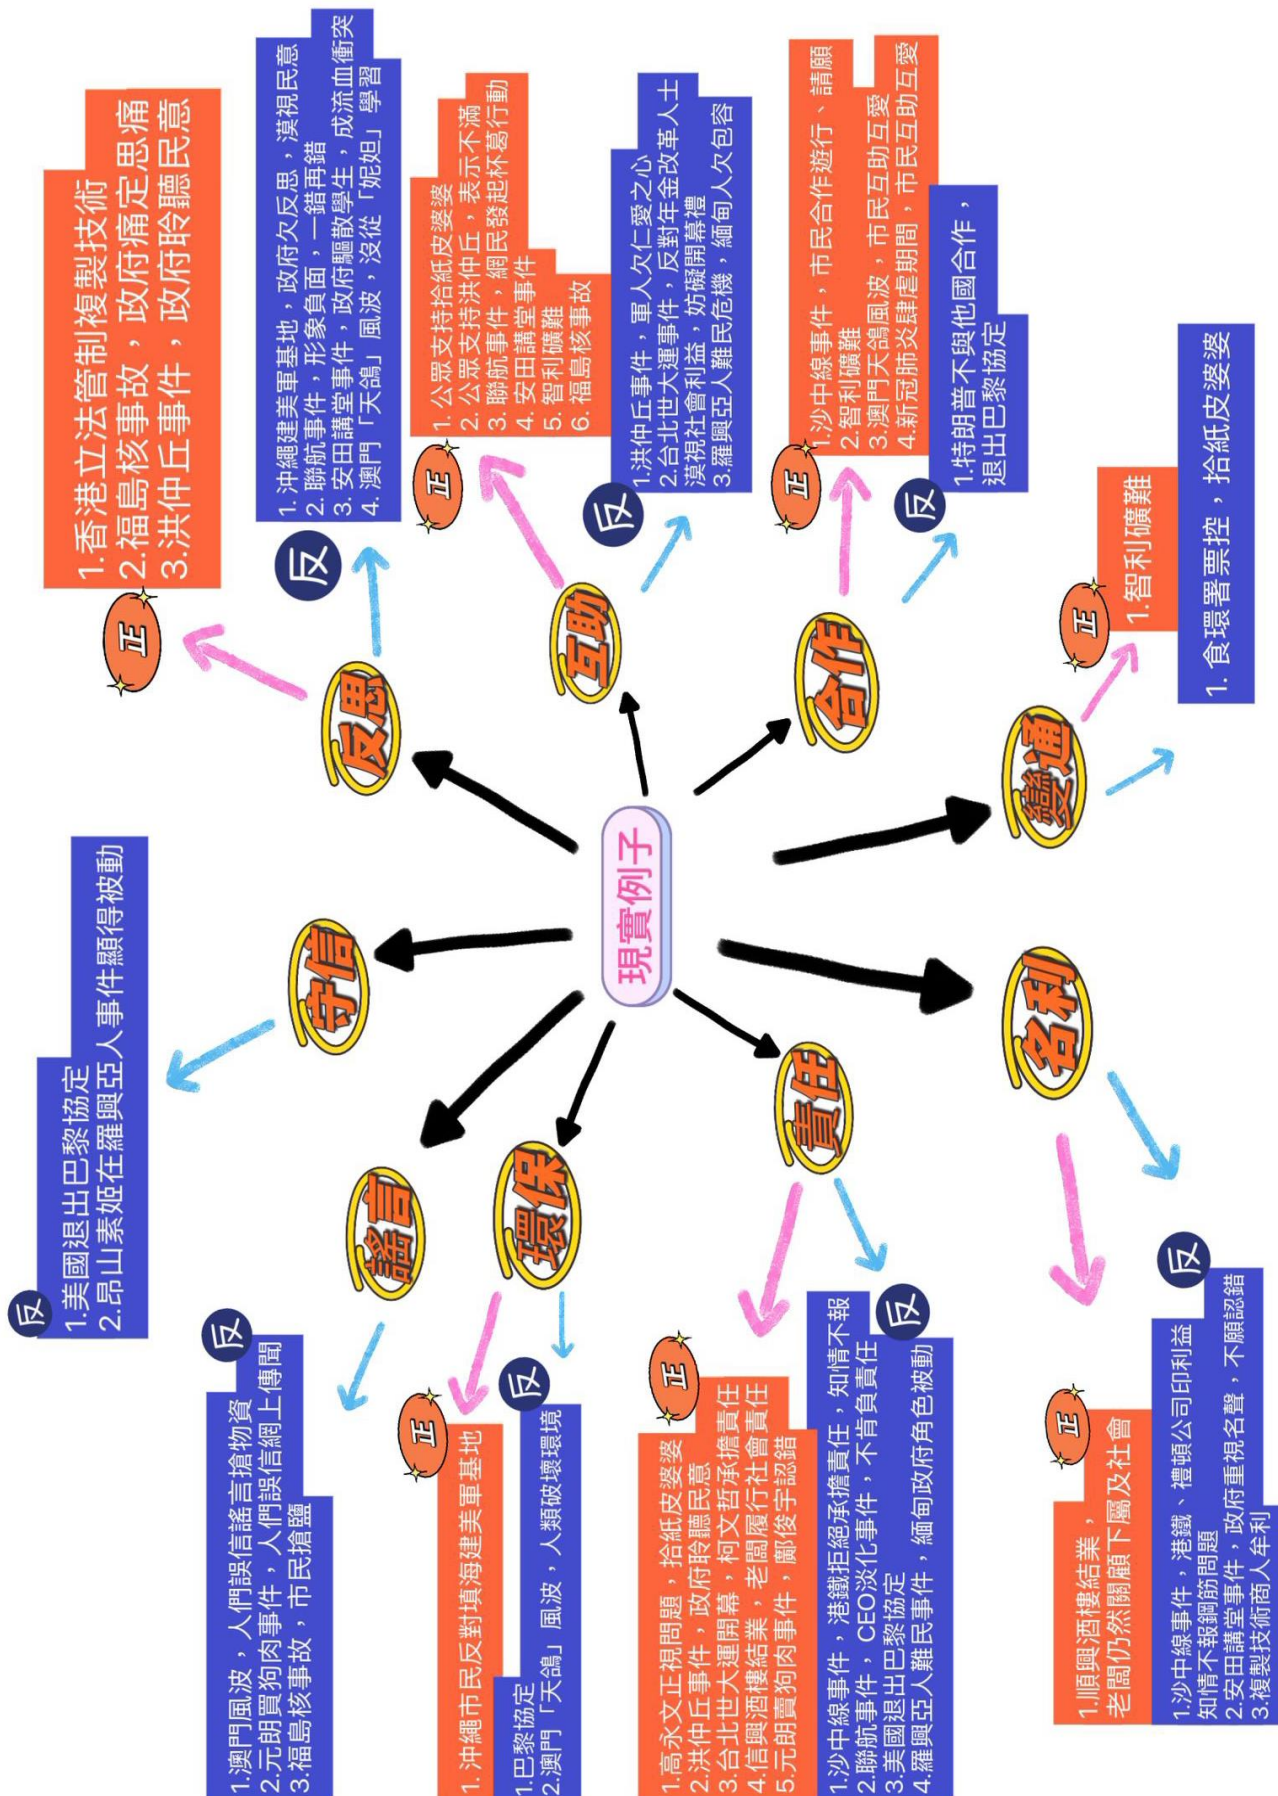 現實例子
反思
正
1.香港立法管制複製技術
2.福島核事故，政府痛定思痛
3.洪仲丘事件，政府聆聽民意
反
1. 沖繩建美軍基地，政府欠反思，漠視民意
2. 聯航事件，形象負面，一錯再錯
3. 安田講堂事件，政府驅散學生，成流血衝突
4. 澳門「天鴿」風波，沒從「妮妲」學習
互助
正
1. 公眾支持拾紙皮婆婆
2. 公眾支持洪仲丘，表示不滿
3. 聯航事件，網民發起杯葛行動
4. 安田講堂事件
5. 智利礦難
6. 福島核事故
反
1.洪仲丘事件，軍人欠仁愛之心
2.台北世大運事件，反對年金改革人士
漠視社會利益，妨礙開幕禮
3.羅興亞人難民危機，緬甸人欠包容
合作
正
1.沙中線事件，市民合作遊行、請願
2.智利礦難
3.澳門天鴿風波，市民互助互愛
4.新冠肺炎肆虐期間，市民互助互愛
反
1.特朗普不與他國合作，
退出巴黎協定
變通
正
1.智利礦難
1. 食環署票控，拾紙皮婆婆
守信
反
1.美國退出巴黎協定
2.昂山素姬在羅興亞人事件顯得被動
謠言
反
1.澳門風波，人們誤信謠言搶物資
2.元朗買狗肉事件，人們誤信網上傳聞
3.福島核事故，市民搶鹽
環保
正
1. 沖繩市民反對填海建美軍基地
反
1.巴黎協定
2.澳門「天鴿」風波，人類破壞環境
責任
正
1.高永文正視問題，拾紙皮婆婆
2.洪仲丘事件，政府聆聽民意
3.台北世大運開幕，柯文哲承擔責任
4.信興酒樓結業，老闆履行社會責任
5.元朗賣狗肉事件，鄺俊宇認錯
反
1.沙中線事件，港鐵拒絕承擔責任，知情不報
2.聯航事件，CEO淡化事件，不肯負責任
3.美國退出巴黎協定
4.羅興亞人難民事件，緬甸政府角色被動
名利
正
1.順興酒樓結業，
老闆仍然關顧下屬及社會
反
1.沙中線事件，港鐵、禮頓公司印利益
知情不報鋼筋問題
2.安田講堂事件，政府重視名聲，不願認錯
3.複製技術商人牟利